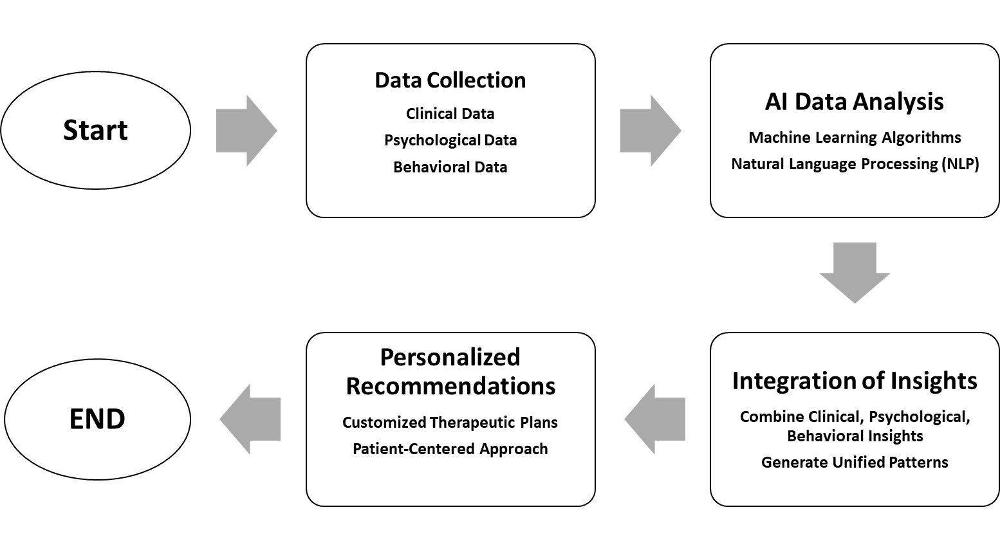 Start
Data Collection
Clinical Data
Psychological Data
Behavioral Data
AI Data Analysis
Machine Learning Algorithms
Natural Language Processing (NLP)
Integration of Insights
Combine Clinical, Psychological,
Behavioral Insights
Generate Unified Patterns
Personalized
Recommendations
Customized Therapeutic Plans
Patient-Centered Approach
END